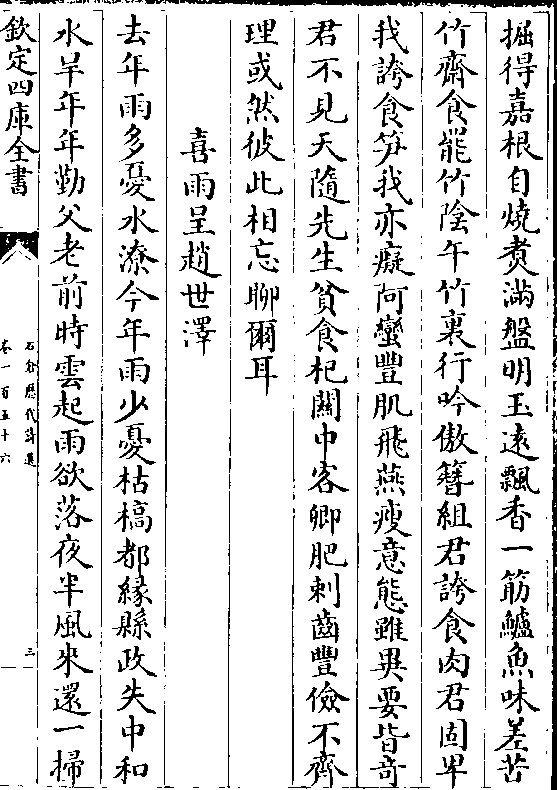 掘得嘉根自燒煑滿盤明玉遠飄香一筋鱸魚味差苦
竹齋食罷竹陰午竹裏行吟傲簪組君誇食肉君固卑
我誇食筍我亦癡阿蠻豐肌飛燕瘦意態雖異要皆竒
君不見天隨先生貧食杞闗中客卿肥刺齒豐儉不齊
理或然彼此相忘聊爾耳
喜雨呈趙世澤
去年雨多憂水潦今年雨少憂枯槁都緣縣政失中和
水旱年年勤父老前時雲起雨欲落夜半風來還一掃
欽定四庫全書
石倉歷代詩選
卷一百五十六
三